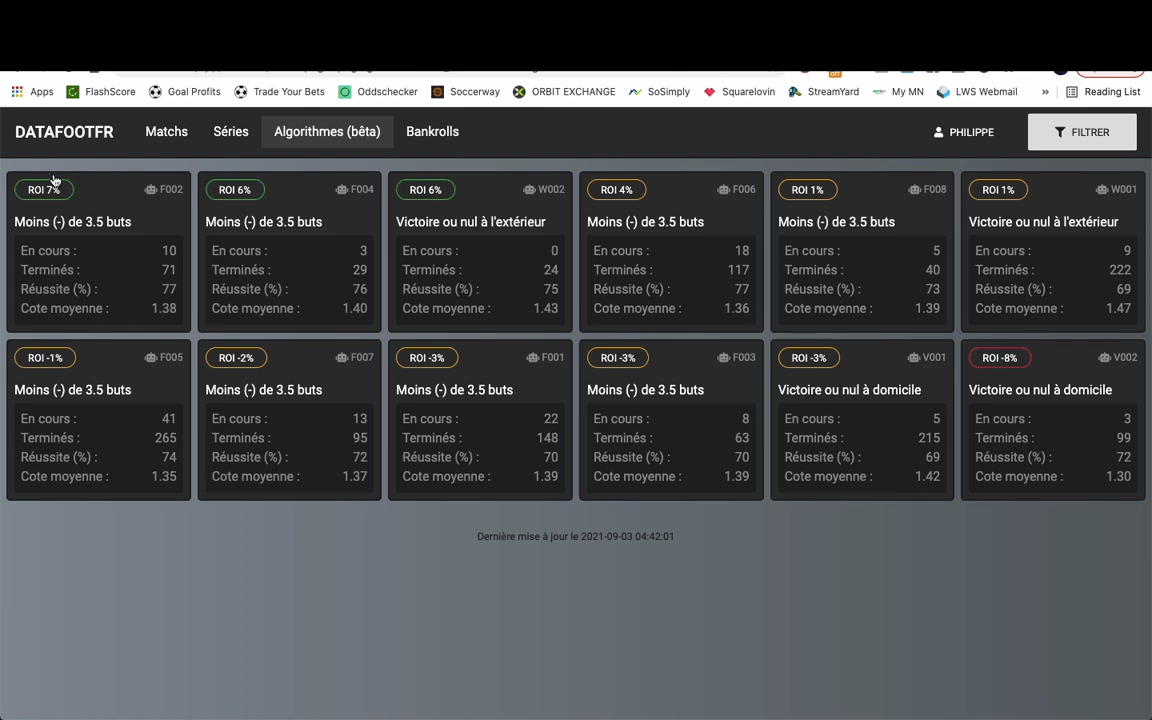 off
Apps FlashScore Goal Profits Trade Your Bets Oddschecker Soccerway ORBIT EXCHANGE SoSimply Squarelovin StreamYard My MN LWS Webmail » Reading List
DATAFOOTFR Matchs Séries Algorithmes (bêta) Bankrolls PHILIPPE FILTRER
ROI 7% F002
Moins (-) de 3.5 buts
En cours : 10
Terminés : 71
Réussite (%) : 77
Cote moyenne : 1.38
ROI 6% F004
Moins (-) de 3.5 buts
En cours : 3
Terminés : 29
Réussite (%) : 76
Cote moyenne : 1.40
ROI 6% W002
Victoire ou nul à l'extérieur
En cours : 0
Terminés : 24
Réussite (%) : 75
Cote moyenne : 1.43
ROI 4% F006
Moins (-) de 3.5 buts
En cours : 18
Terminés : 117
Réussite (%) : 77
Cote moyenne : 1.36
ROI 1% F008
Moins (-) de 3.5 buts
En cours : 5
Terminés : 40
Réussite (%) : 73
Cote moyenne : 1.39
ROI 1% W001
Victoire ou nul à l'extérieur
En cours : 9
Terminés : 222
Réussite (%) : 69
Cote moyenne : 1.47
ROI -1% F005
Moins (-) de 3.5 buts
En cours : 41
Terminés : 265
Réussite (%) : 74
Cote moyenne : 1.35
ROI -2% F007
Moins (-) de 3.5 buts
En cours : 13
Terminés : 95
Réussite (%) : 72
Cote moyenne : 1.37
ROI -3% F001
Moins (-) de 3.5 buts
En cours : 22
Terminés : 148
Réussite (%) : 70
Cote moyenne : 1.39
ROI -3% F003
Moins (-) de 3.5 buts
En cours : 8
Terminés : 63
Réussite (%) : 70
Cote moyenne : 1.39
ROI -3% V001
Victoire ou nul à domicile
En cours : 5
Terminés : 215
Réussite (%) : 69
Cote moyenne : 1.42
ROI -8% V002
Victoire ou nul à domicile
En cours : 3
Terminés : 99
Réussite (%) : 72
Cote moyenne : 1.30
Dernière mise à jour le 2021-09-03 04:42:01